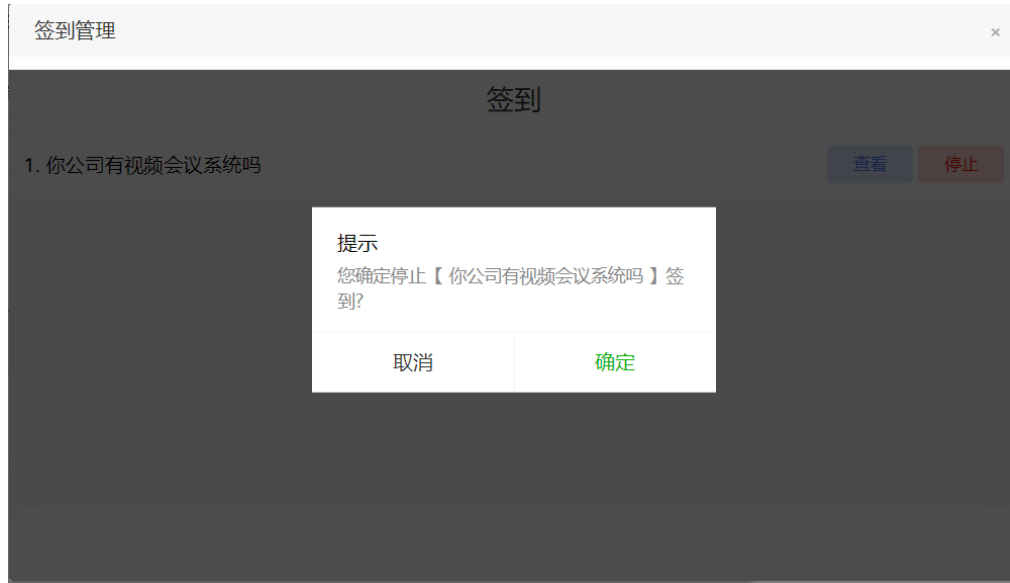 签到管理
×
签到
1. 你公司有视频会议系统吗
查看
停止
提示
您确定停止【 你公司有视频会议系统吗 】签
到?
取消
确定